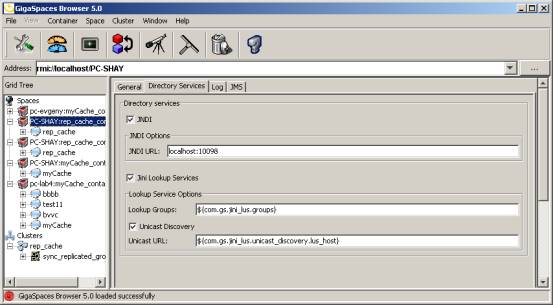 GigaSpaces Browser 5.0
File View Container Space Cluster Window Help
Address: rmi://localhost/PC-SHAY ...
Grid Tree
Spaces
pc-evgeny:myCache_co
PC-SHAY:rep_cache_con
rep_cache
PC-SHAY:rep_cache_con
rep_cache
PC-SHAY:myCache_cont
myCache
pc-lab4:myCache_conta
bbbb
test11
bvvc
myCache
Clusters
rep_cache
sync_replicated_gro
General Directory Services Log JMS
Directory services
JNDI
JNDI Options
JNDI URL: localhost:10098
Jini Lookup Services
Lookup Service Options
Lookup Groups: ${com.gs.jini_lus.groups}
Unicast Discovery
Unicast URL: ${com.gs.jini_lus.unicast_discovery.lus_host}
GigaSpaces Browser 5.0 loaded successfully